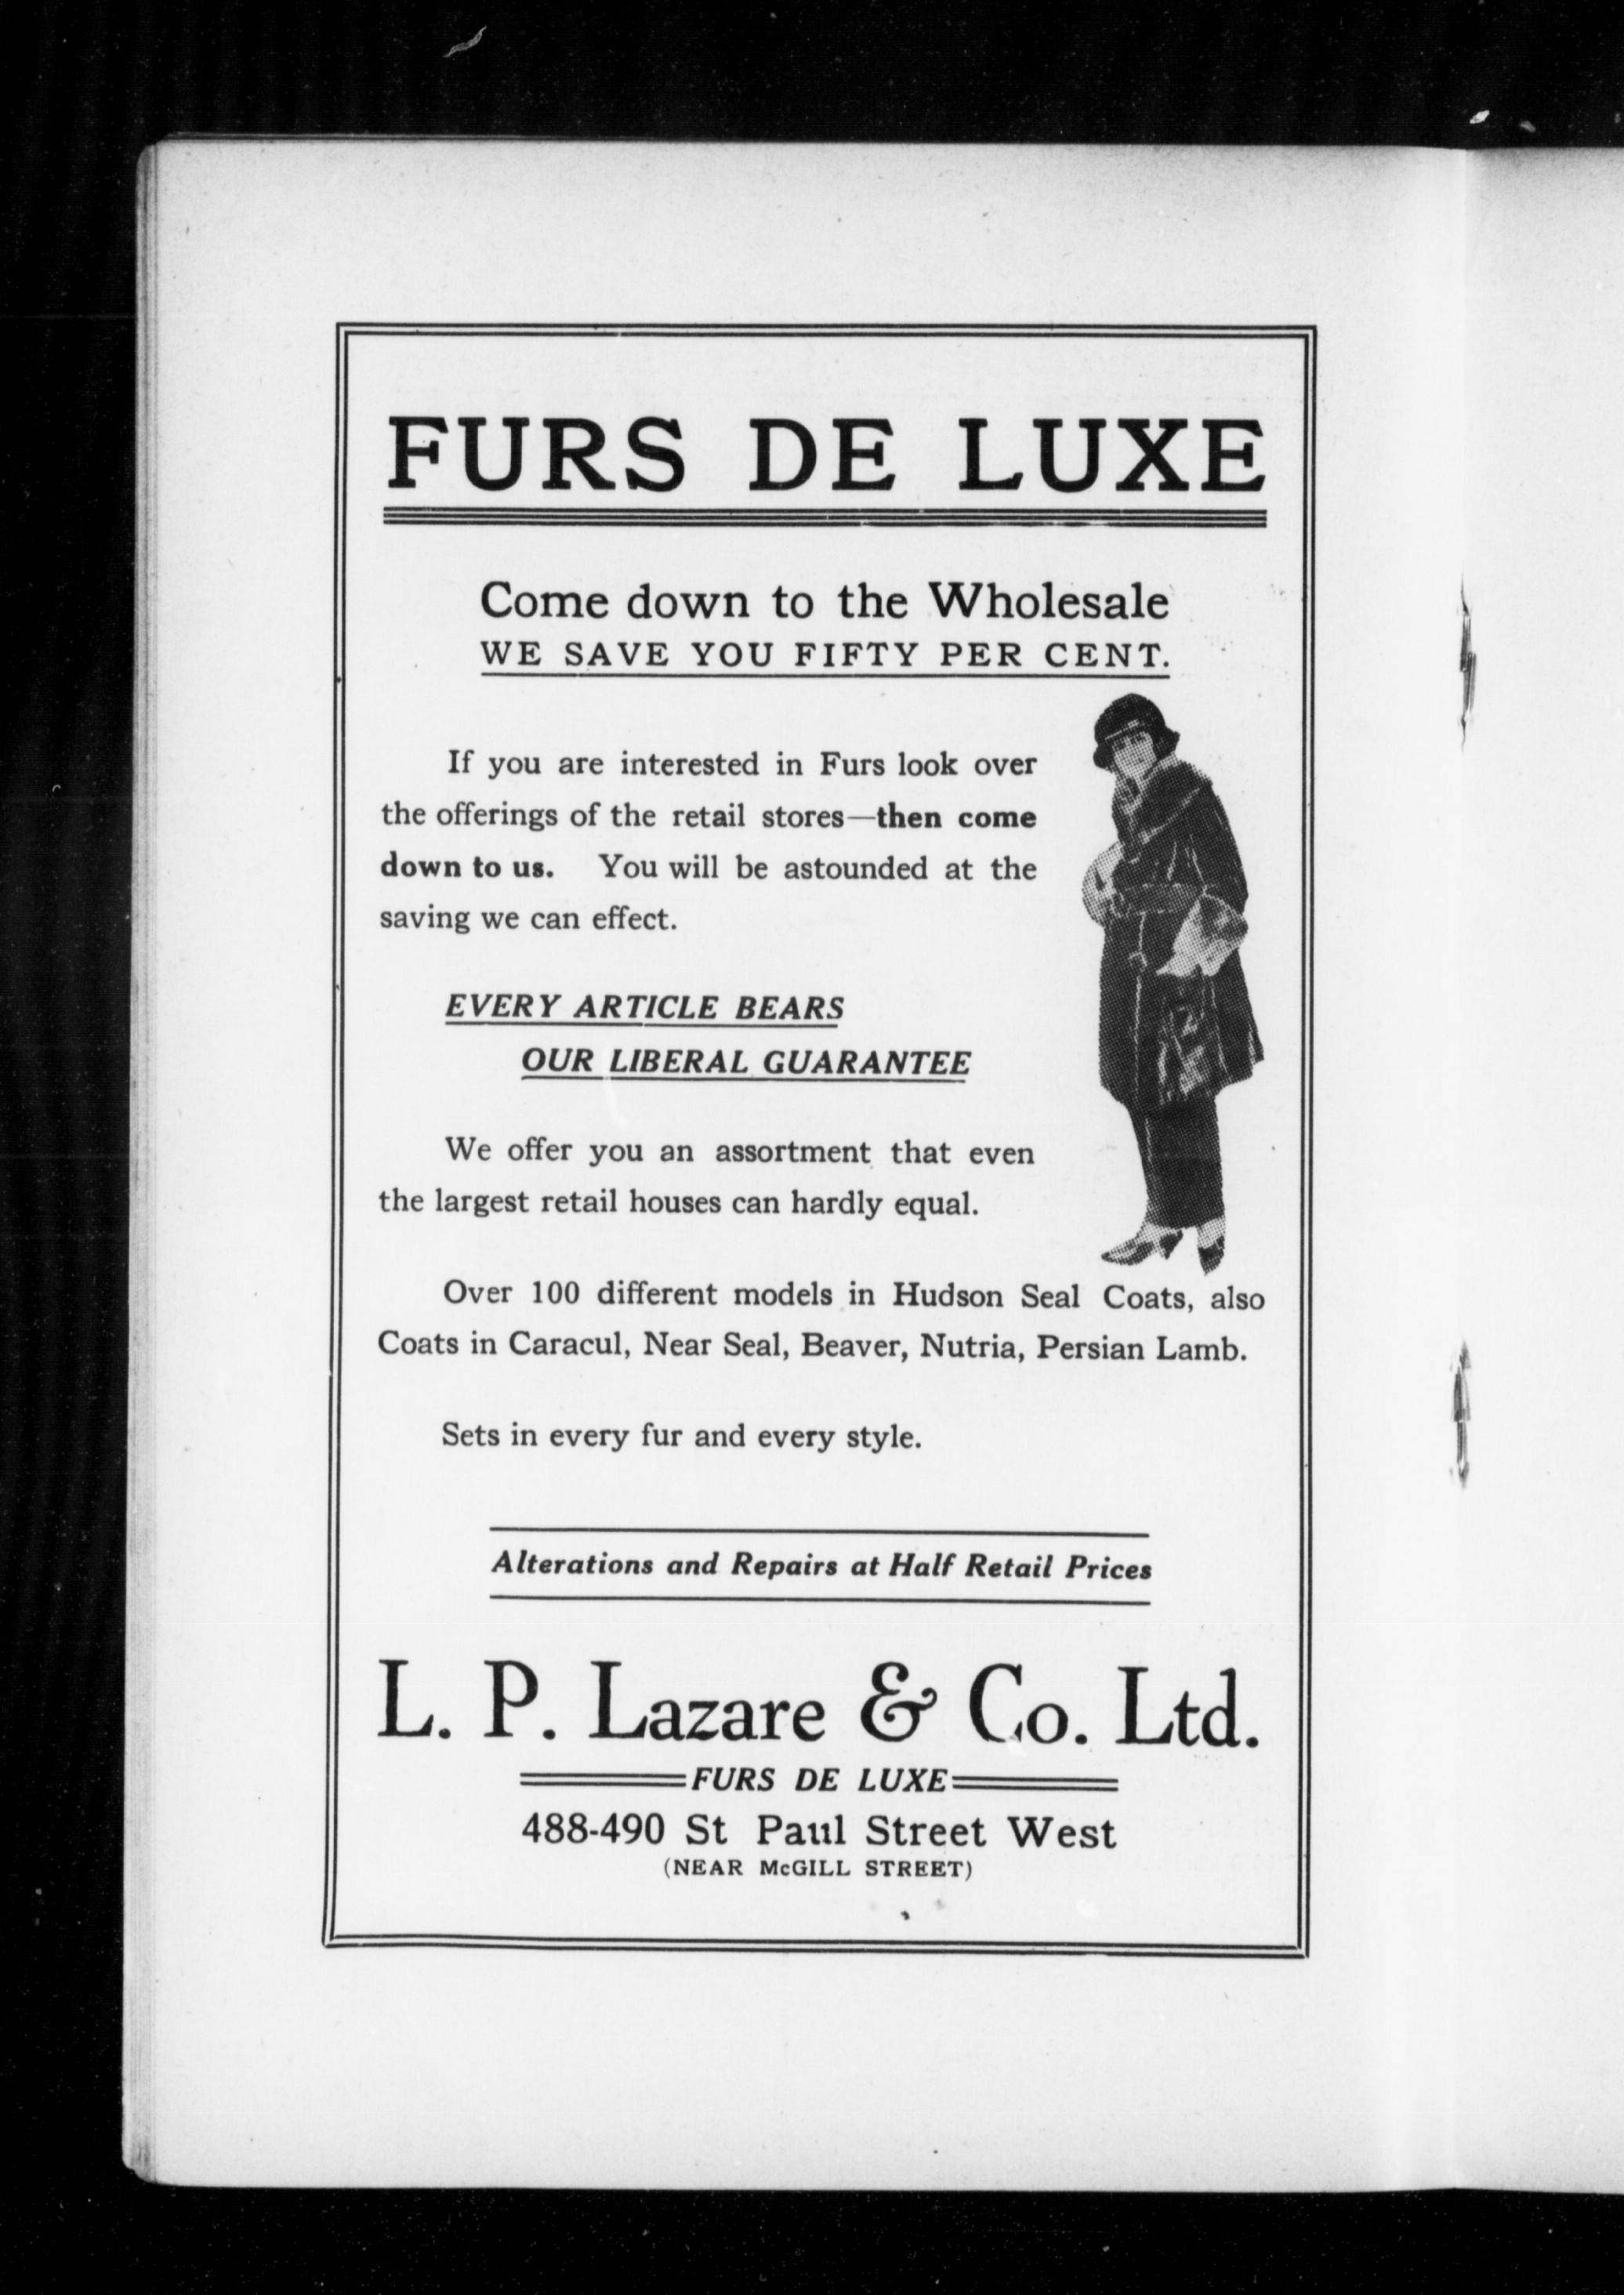 FURS DE LUXE
Come down to the Wholesale
WE SAVE YOU FIFTY PER CENT.
If you are interested in Furs look over
the offerings of the retail stores—then come
down to us. You will be astounded at the
saving we can effect.
EVERY ARTICLE BEARS
OUR LIBERAL GUARANTEE
We offer you an assortment that even
the largest retail houses can hardly equal.
Over 100 different models in Hudson Seal Coats, also
Coats in Caracul, Near Seal, Beaver, Nutria, Persian Lamb.
Sets in every fur and every style.
Alterations and Repairs at Half Retail Prices
L. P. Lazare & Co. Ltd.
FURS DE LUXE
488-490 St Paul Street West
(NEAR McGILL STREET)